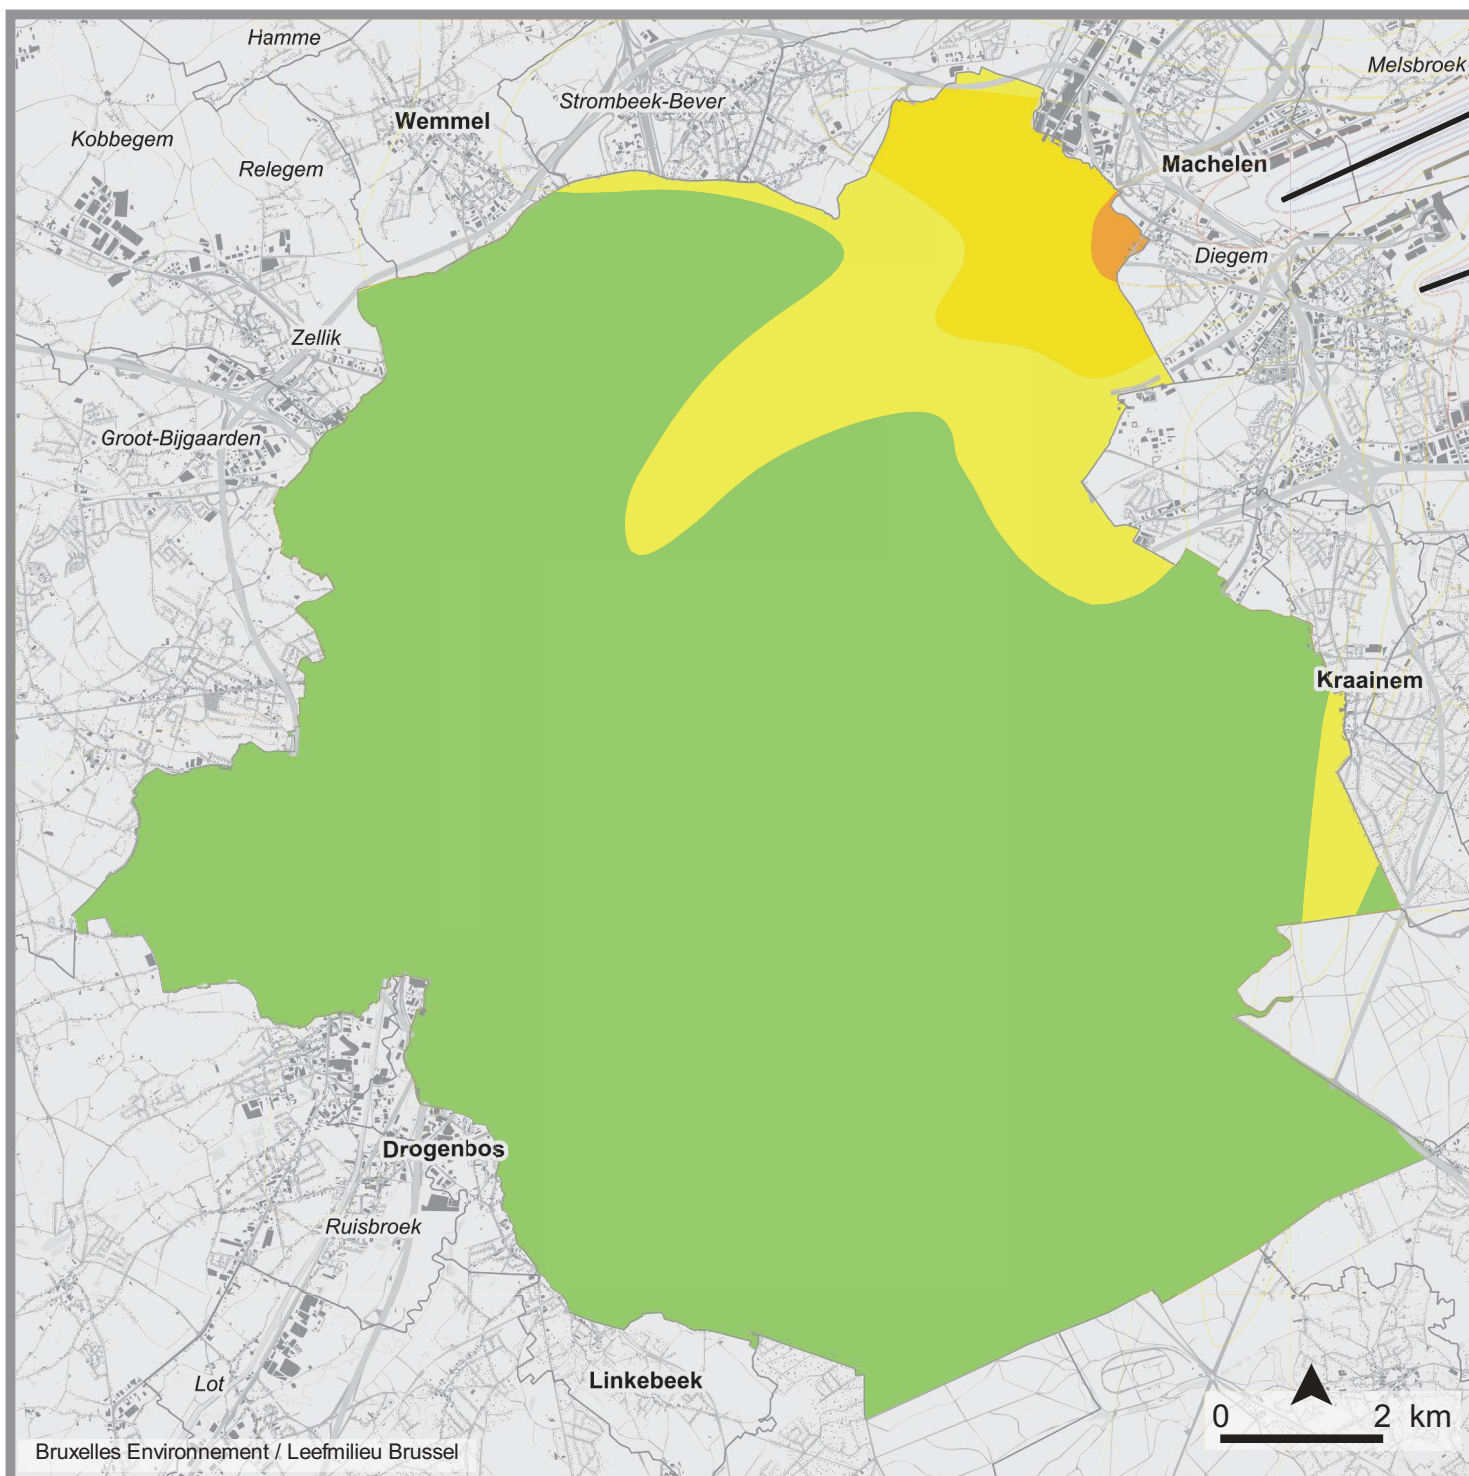 Hamme
Melsbroek
Strombeek-Bever
Wemmel
Kobbegem
Relegem
Machelen
Diegem
Zellik
Groot-Bijgaarden
Kraainem
Drogenbos
Ruisbroek
Linkebeek
Lot
0 2 km
Bruxelles Environnement / Leefmilieu Brussel